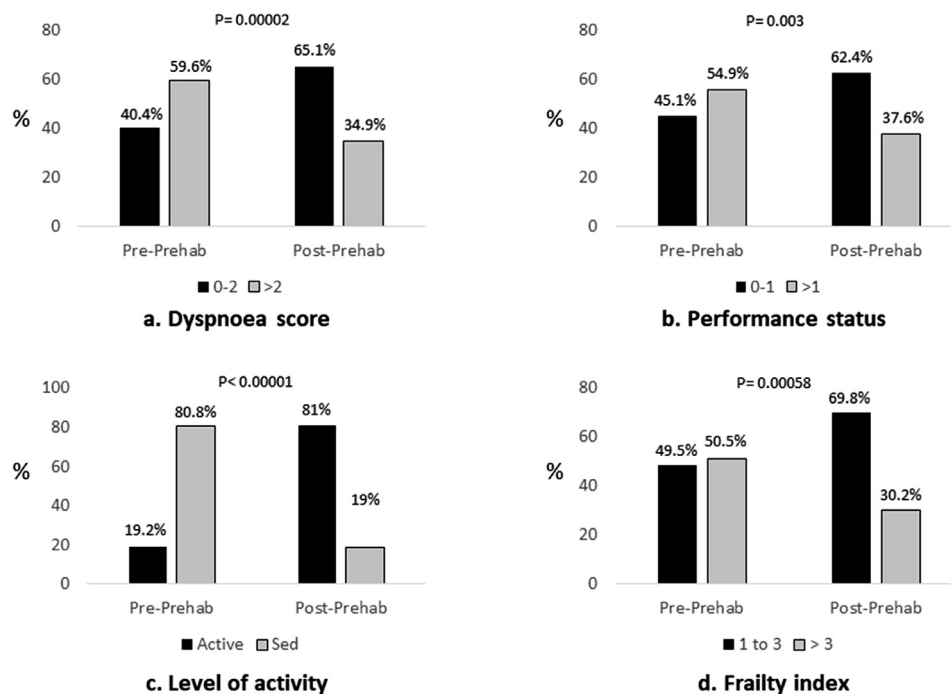 P= 0.00002
80
60
40
20
0
%
40.4%
59.6%
65.1%
34.9%
Pre-Prehab
Post-Prehab
0-2 >2
a. Dyspnoea score
P= 0.003
80
60
40
20
0
%
45.1%
54.9%
62.4%
37.6%
Pre-Prehab
Post-Prehab
0-1 >1
b. Performance status
P< 0.00001
100
80
60
40
20
0
%
19.2%
80.8%
81%
19%
Pre-Prehab
Post-Prehab
Active Sed
c. Level of activity
P= 0.00058
80
60
40
20
0
%
49.5%
50.5%
69.8%
30.2%
Pre-Prehab
Post-Prehab
1 to 3 > 3
d. Frailty index